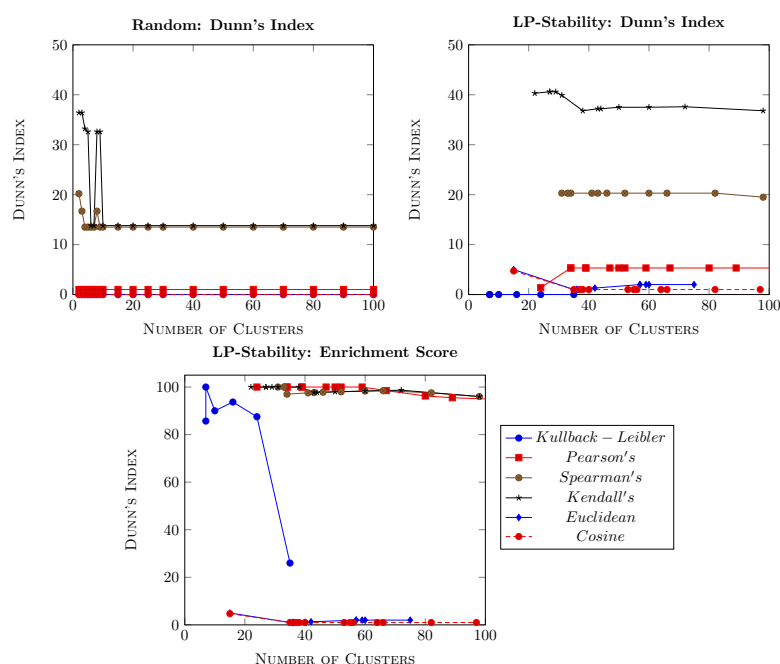 Random: Dunn's Index
50
40
30
20
10
0
0 20 40 60 80 100
Dunn's Index
Number of Clusters
LP-Stability: Dunn's Index
50
40
30
20
10
0
0 20 40 60 80 100
Dunn's Index
Number of Clusters
LP-Stability: Enrichment Score
100
80
60
40
20
0
0 20 40 60 80 100
Dunn's Index
Number of Clusters
Kullback − Leibler
Pearson's
Spearman's
Kendall's
Euclidean
Cosine